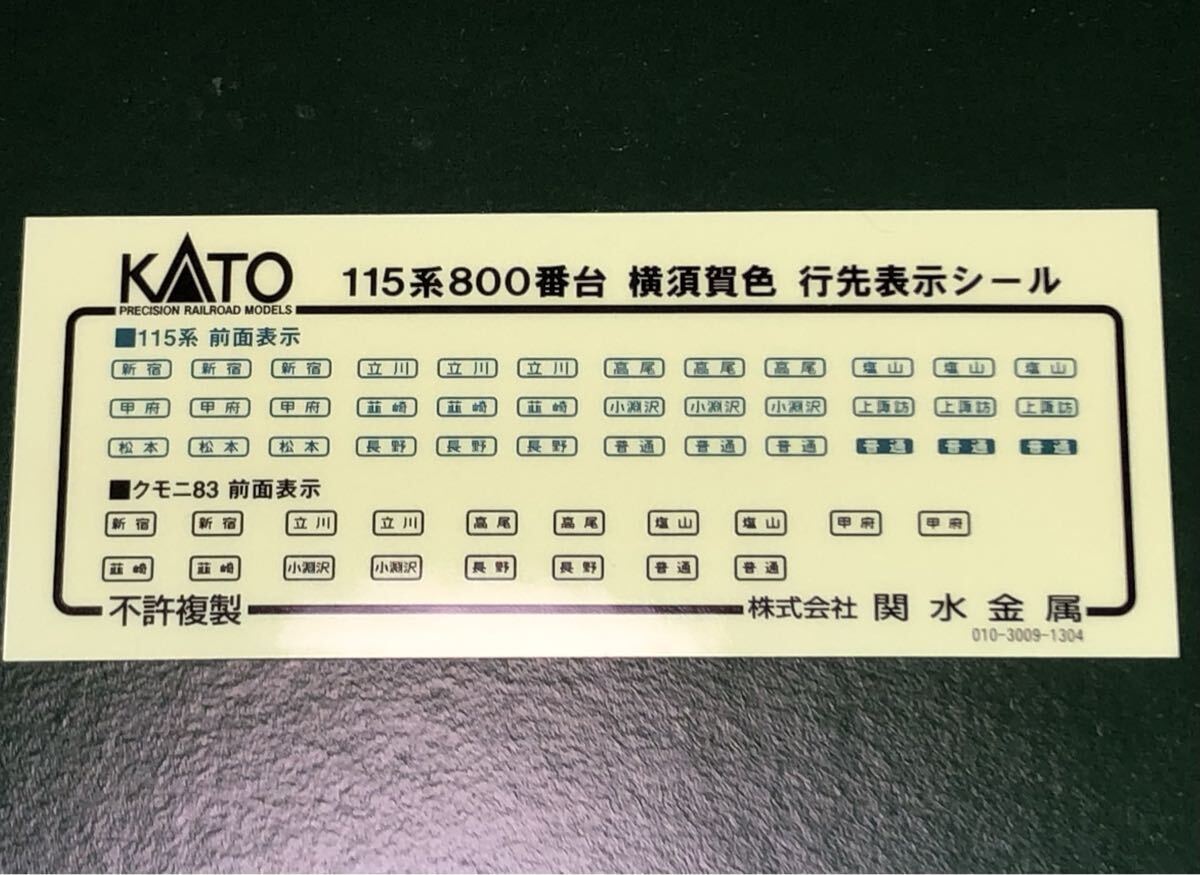 KATO 115系800番台 横須賀色 行先表示シール
PRECISION RAILROAD MODELS
■115系 前面表示
新宿 新宿 新宿 立川 立川 立川 高尾 高尾 高尾 塩山 塩山 塩山
甲府 甲府 甲府 韮崎 韮崎 韮崎 小淵沢 小淵沢 小淵沢 上諏訪 上諏訪 上諏訪
松本 松本 松本 長野 長野 長野 普通 普通 普通 普通 普通 普通
■クモニ83 前面表示
新宿 新宿 立川 立川 高尾 高尾 塩山 塩山 甲府 甲府
韮崎 韮崎 小淵沢 小淵沢 長野 長野 普通 普通
不許複製 株式会社 関水金属
010-3009-1304